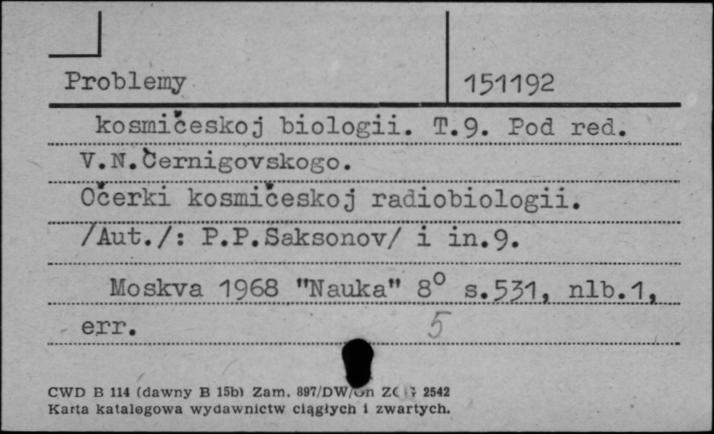 Problemy 151192
kosmičeskoj biologii. T.9. Pod red.
V.N.Černigovskogo.
Očerki kosmičeskoj radiobiologii.
/Aut./: P.P.Saksonov/ i in.9.
Moskva 1968 "Nauka" 8° s.531, nlb.1,
err. 5
CWD B 114 (dawny B 15b) Zam. 897/DW/ 2542
Karta katalogowa wydawnictw ciągłych i zwartych.